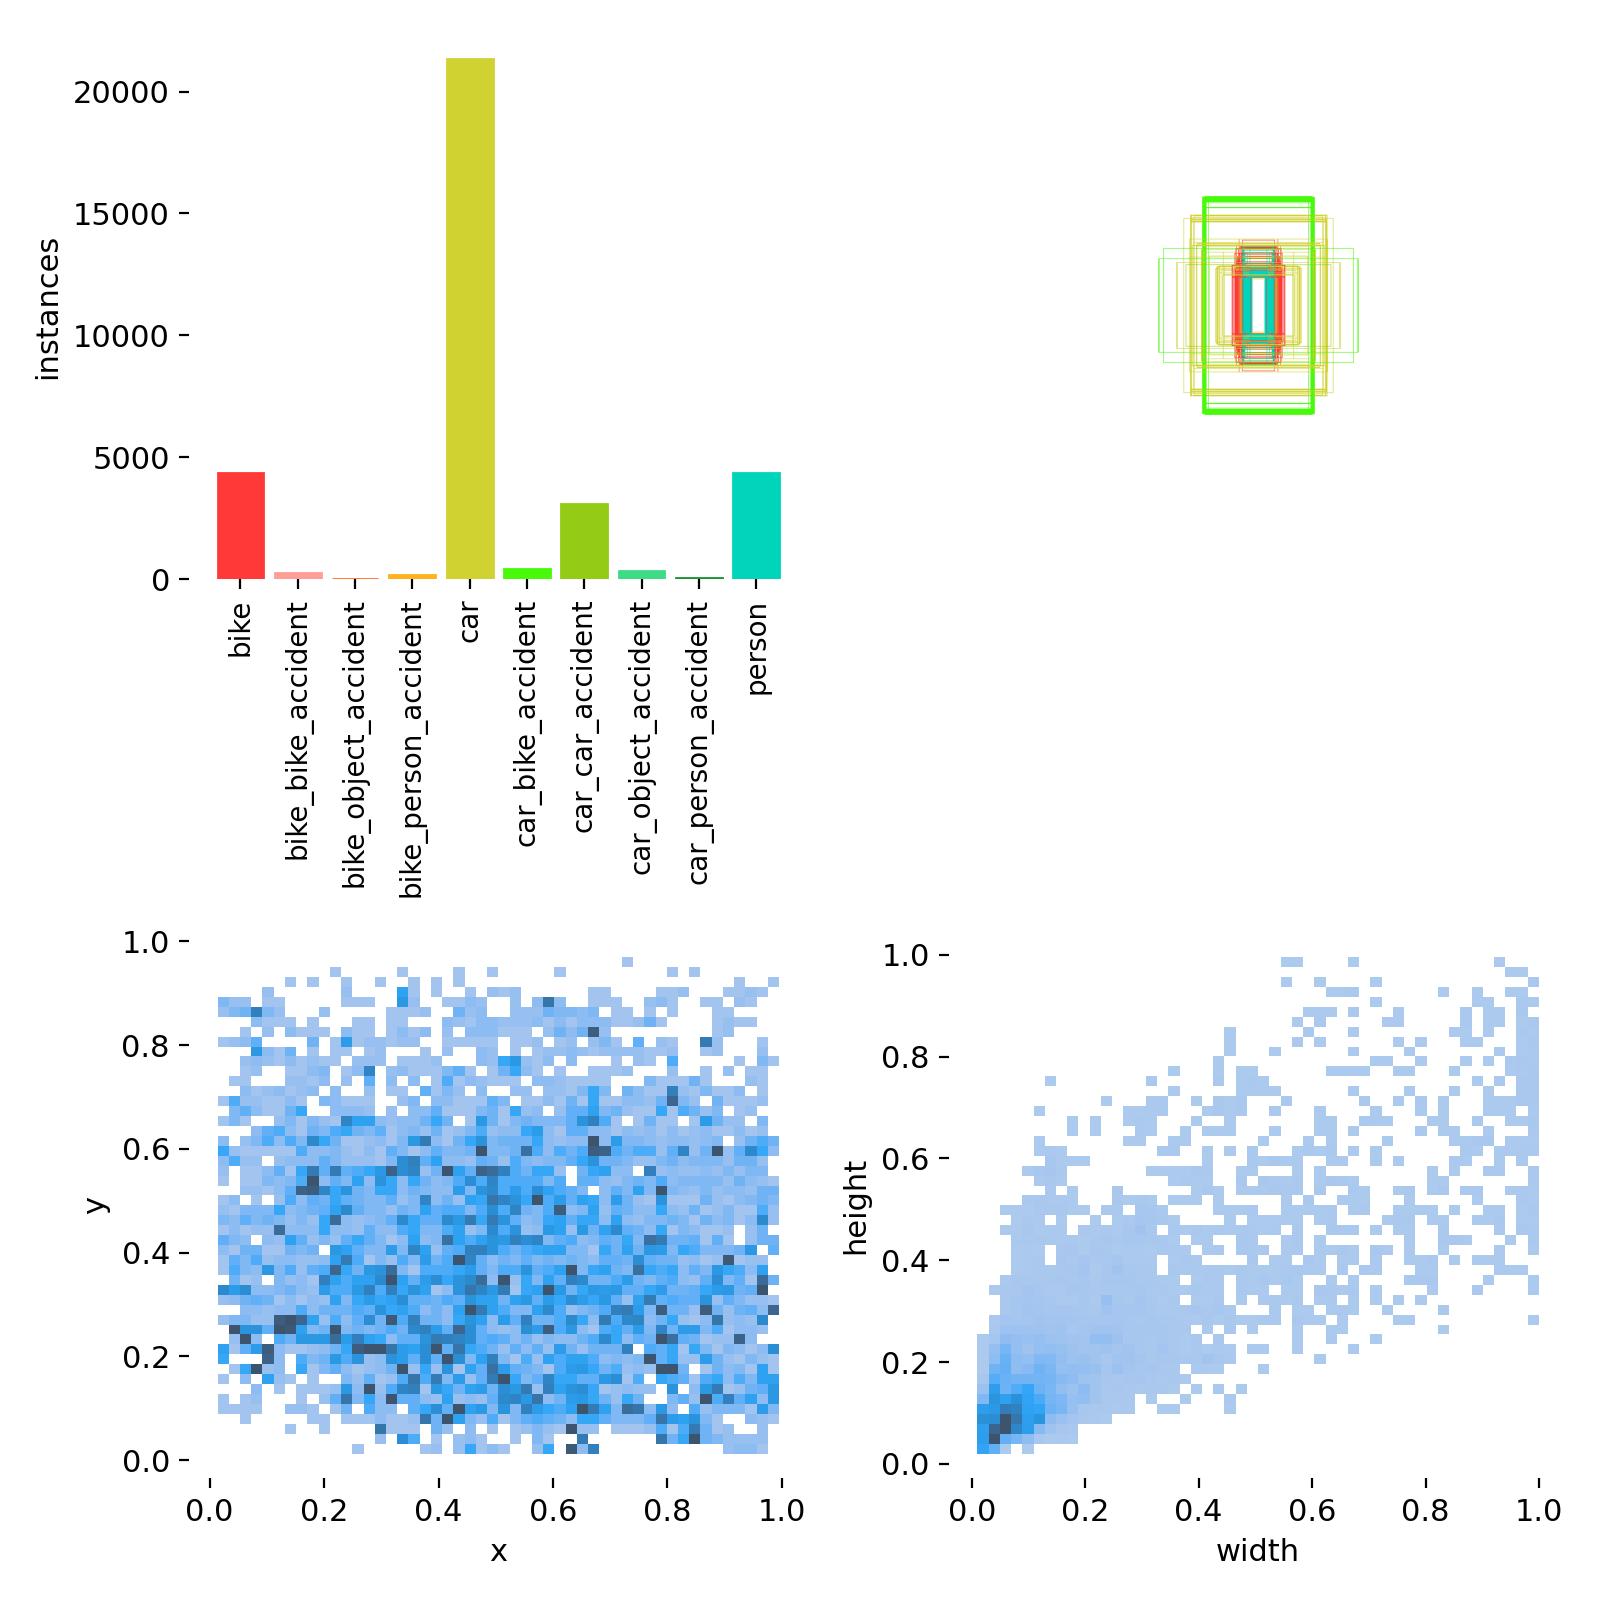 20000
15000
10000
5000
0
instances
bike
bike_bike_accident
bike_object_accident
bike_person_accident
car
car_bike_accident
car_car_accident
car_object_accident
car_person_accident
person
1.0
0.8
0.6
0.4
0.2
0.0
y
0.0 0.2 0.4 0.6 0.8 1.0
x
1.0
0.8
0.6
0.4
0.2
0.0
height
0.0 0.2 0.4 0.6 0.8 1.0
width